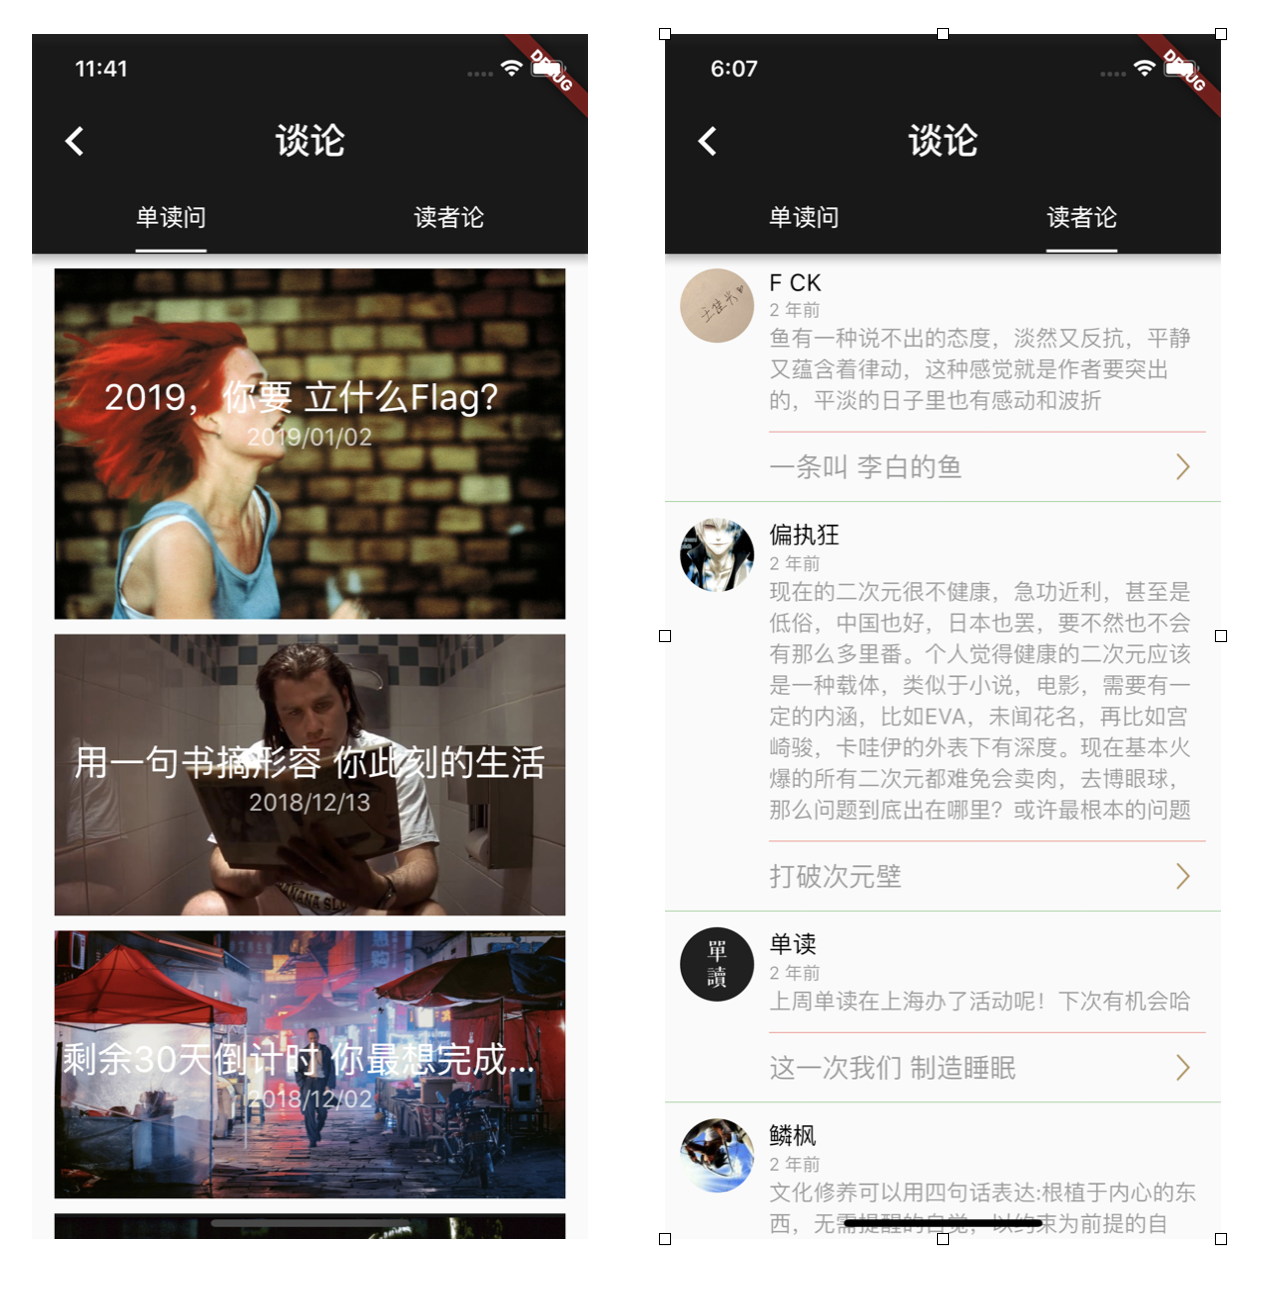 11:41
DEBUG
谈论
单读问
读者论
2019，你要 立什么Flag?
2019/01/02
用一句书摘形容 你此刻的生活
2018/12/13
剩余30天倒计时 你最想完成...
2018/12/02
6:07
DEBUG
谈论
单读问
读者论
F CK
2 年前
鱼有一种说不出的态度，淡然又反抗，平静
又蕴含着律动，这种感觉就是作者要突出
的，平淡的日子里也有感动和波折
一条叫 李白的鱼
偏执狂
2 年前
现在的二次元很不健康，急功近利，甚至是
低俗，中国也好，日本也罢，要不然也不会
有那么多里番。个人觉得健康的二次元应该
是一种载体，类似于小说，电影，需要有一
定的内涵，比如EVA，未闻花名，再比如宫
崎骏，卡哇伊的外表下有深度。现在基本火
爆的所有二次元都难免会卖肉，去博眼球，
那么问题到底出在哪里？或许最根本的问题
打破次元壁
單讀
单读
2 年前
上周单读在上海办了活动呢！下次有机会哈
这一次我们 制造睡眠
鳞枫
2 年前
文化修养可以用四句话表达:根植于内心的东
西，无需提醒的自觉，以约束为前提的自